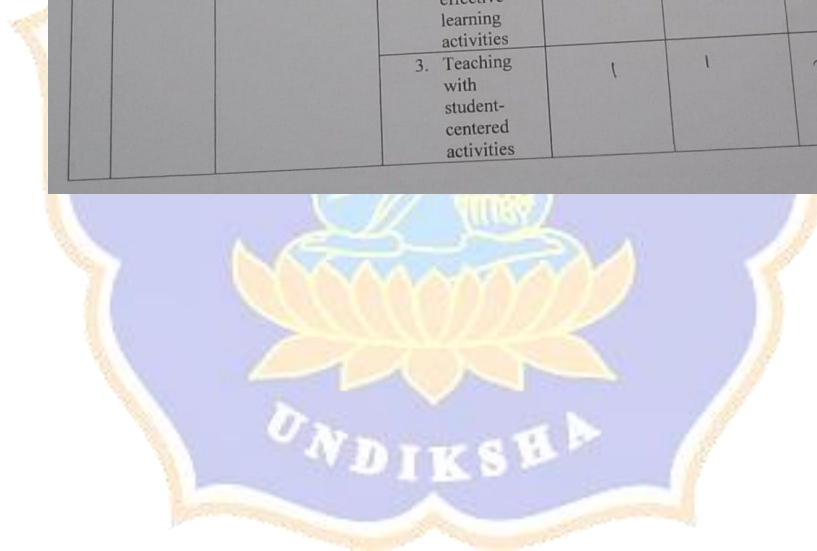 learning
activities
3. Teaching
with
student-
centered
activities
1 1
UNDIKSHA